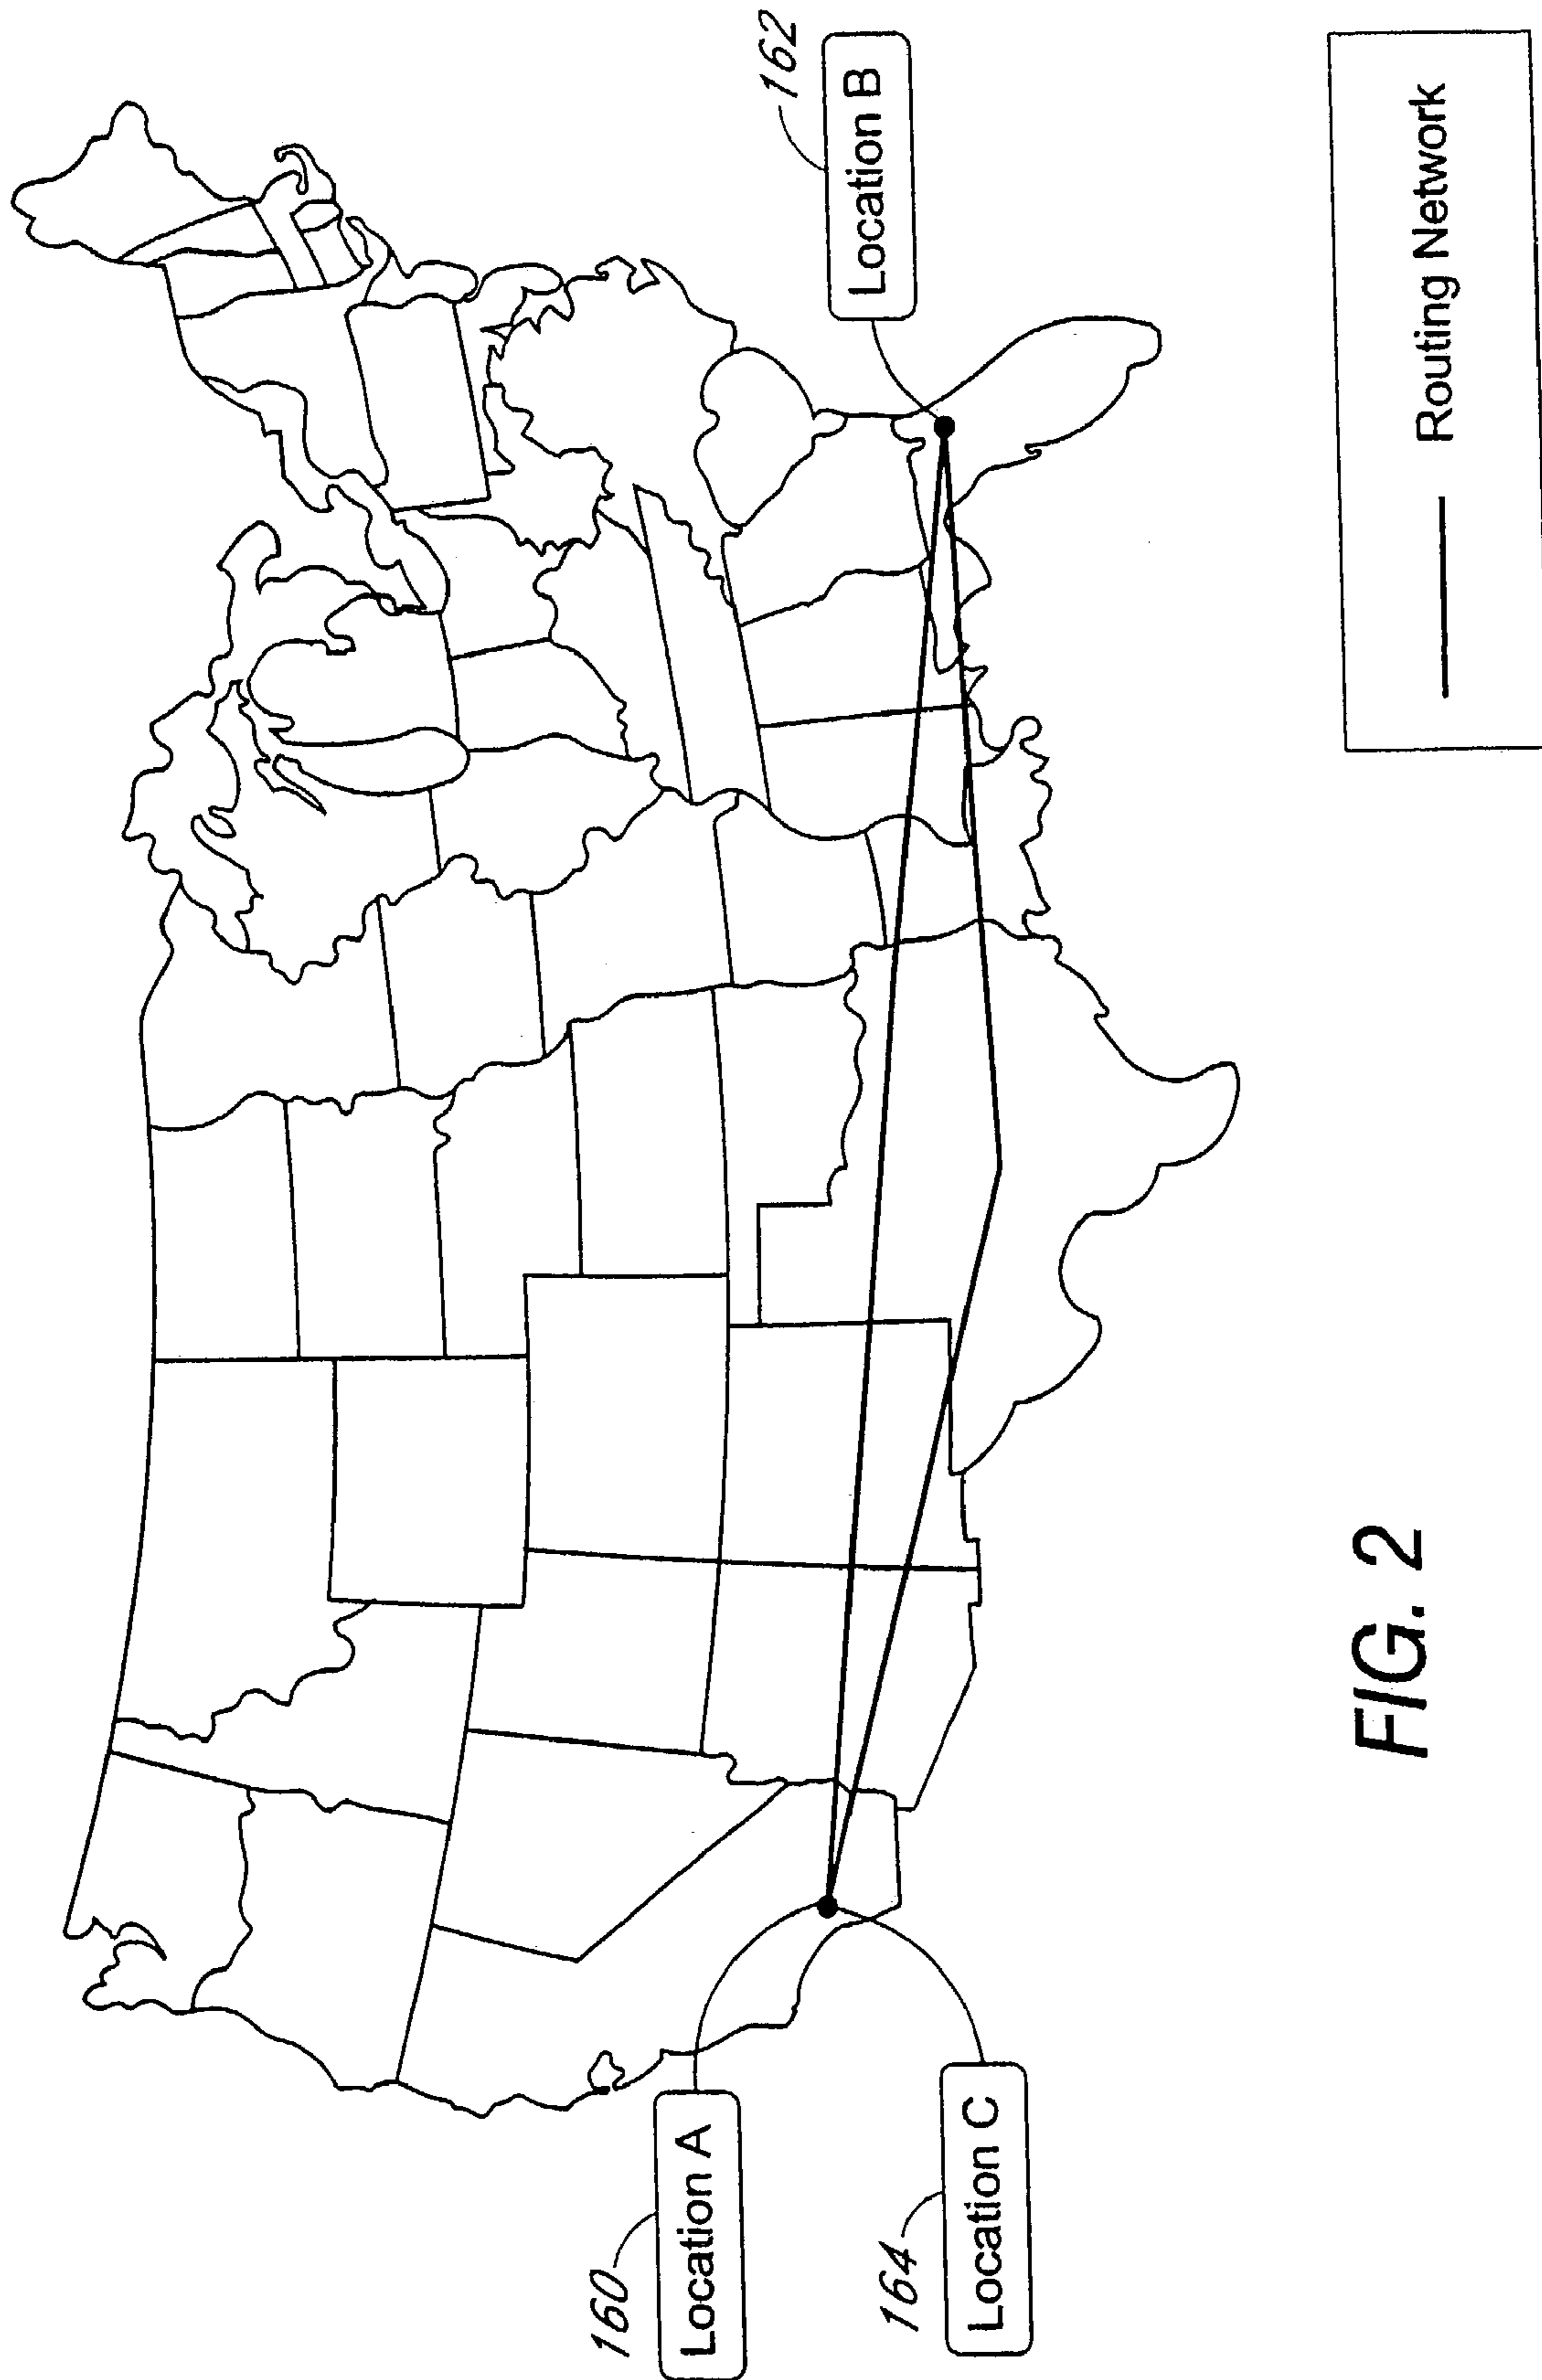 160
Location A
164
Location C
162
Location B
Routing Network
FIG. 2